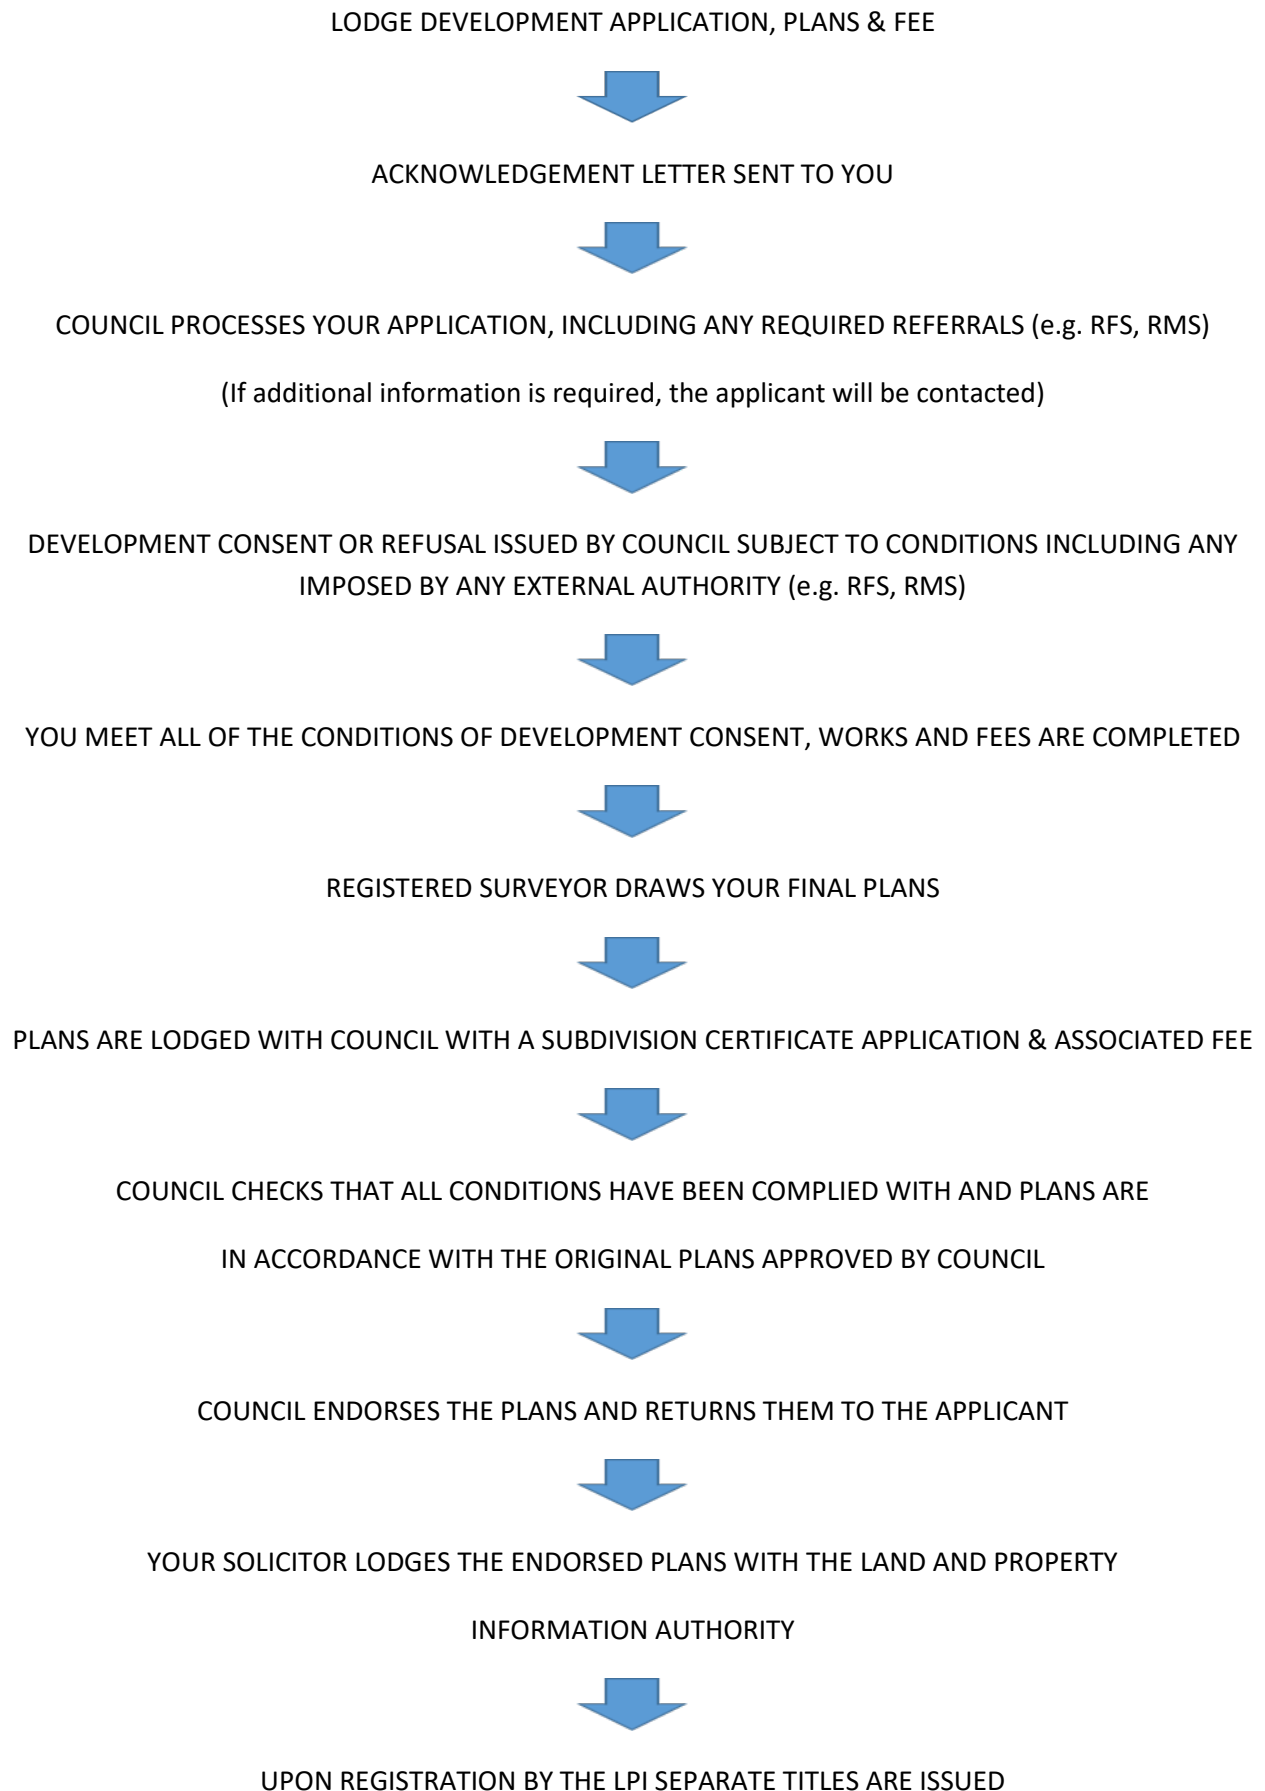 LODGE DEVELOPMENT APPLICATION, PLANS & FEE
ACKNOWLEDGEMENT LETTER SENT TO YOU
COUNCIL PROCESSES YOUR APPLICATION, INCLUDING ANY REQUIRED REFERRALS (e.g. RFS, RMS)
(If additional information is required, the applicant will be contacted)
DEVELOPMENT CONSENT OR REFUSAL ISSUED BY COUNCIL SUBJECT TO CONDITIONS INCLUDING ANY
IMPOSED BY ANY EXTERNAL AUTHORITY (e.g. RFS, RMS)
YOU MEET ALL OF THE CONDITIONS OF DEVELOPMENT CONSENT, WORKS AND FEES ARE COMPLETED
REGISTERED SURVEYOR DRAWS YOUR FINAL PLANS
PLANS ARE LODGED WITH COUNCIL WITH A SUBDIVISION CERTIFICATE APPLICATION & ASSOCIATED FEE
COUNCIL CHECKS THAT ALL CONDITIONS HAVE BEEN COMPLIED WITH AND PLANS ARE
IN ACCORDANCE WITH THE ORIGINAL PLANS APPROVED BY COUNCIL
COUNCIL ENDORSES THE PLANS AND RETURNS THEM TO THE APPLICANT
YOUR SOLICITOR LODGES THE ENDORSED PLANS WITH THE LAND AND PROPERTY
INFORMATION AUTHORITY
UPON REGISTRATION BY THE LPI SEPARATE TITLES ARE ISSUED